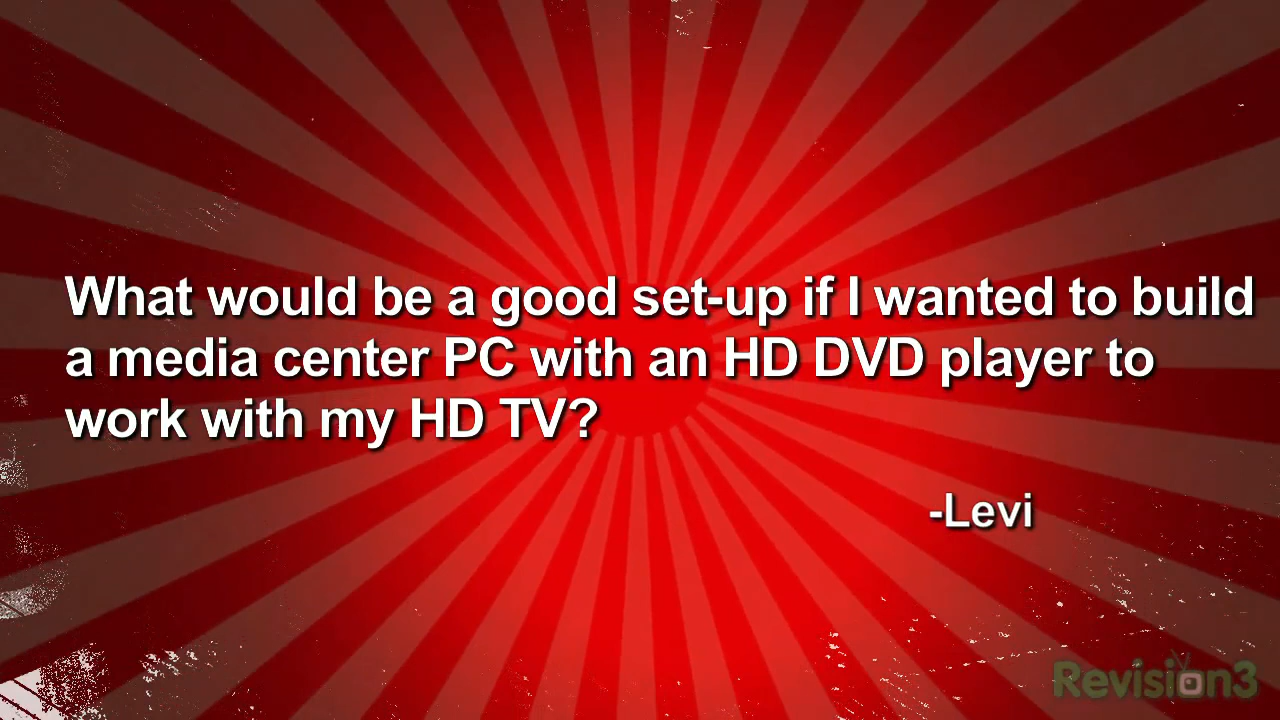 What would be a good set-up if I wanted to build
a media center PC with an HD DVD player to
work with my HD TV?
-Levi
Revision3